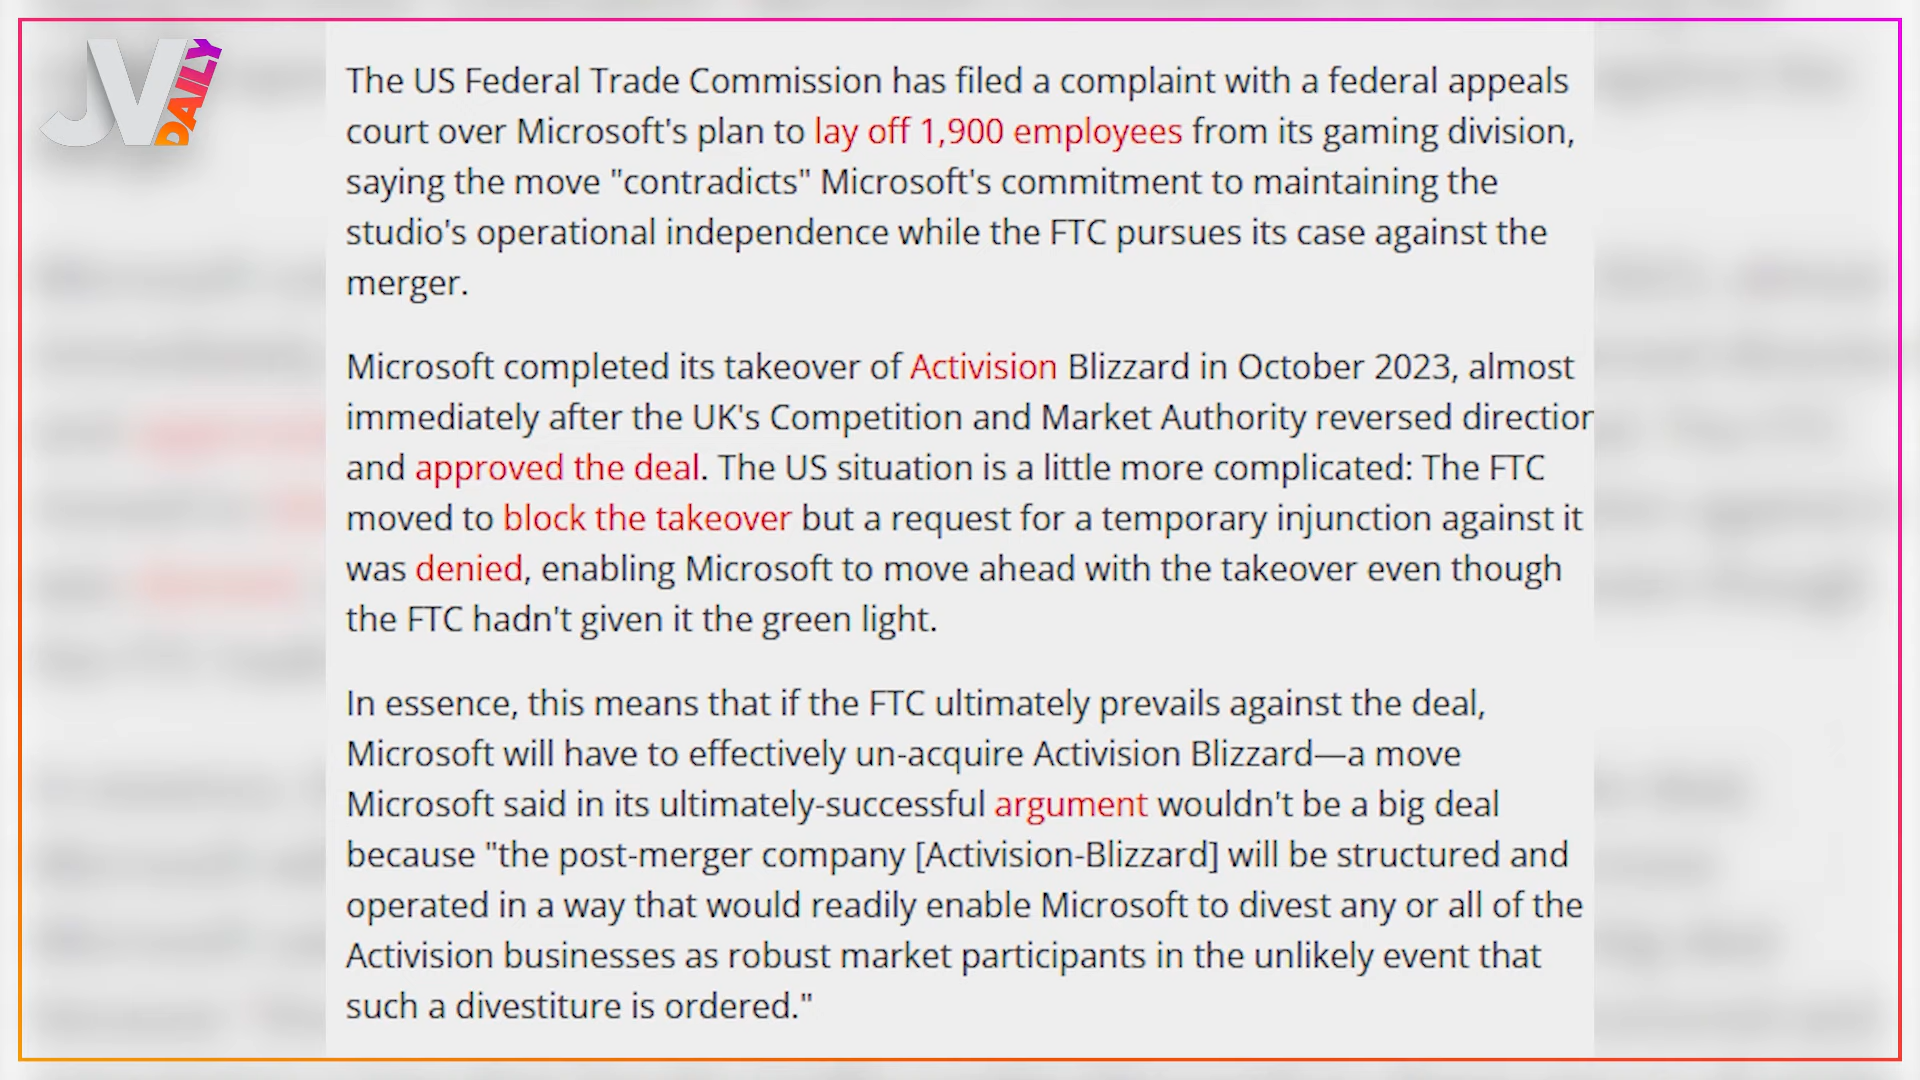 JV DAILY
The US Federal Trade Commission has filed a complaint with a federal appeals
court over Microsoft's plan to lay off 1,900 employees from its gaming division,
saying the move "contradicts" Microsoft's commitment to maintaining the
studio's operational independence while the FTC pursues its case against the
merger.
Microsoft completed its takeover of Activision Blizzard in October 2023, almost
immediately after the UK's Competition and Market Authority reversed direction
and approved the deal. The US situation is a little more complicated: The FTC
moved to block the takeover but a request for a temporary injunction against it
was denied, enabling Microsoft to move ahead with the takeover even though
the FTC hadn't given it the green light.
In essence, this means that if the FTC ultimately prevails against the deal,
Microsoft will have to effectively un-acquire Activision Blizzard—a move
Microsoft said in its ultimately-successful argument wouldn't be a big deal
because "the post-merger company [Activision-Blizzard] will be structured and
operated in a way that would readily enable Microsoft to divest any or all of the
Activision businesses as robust market participants in the unlikely event that
such a divestiture is ordered."